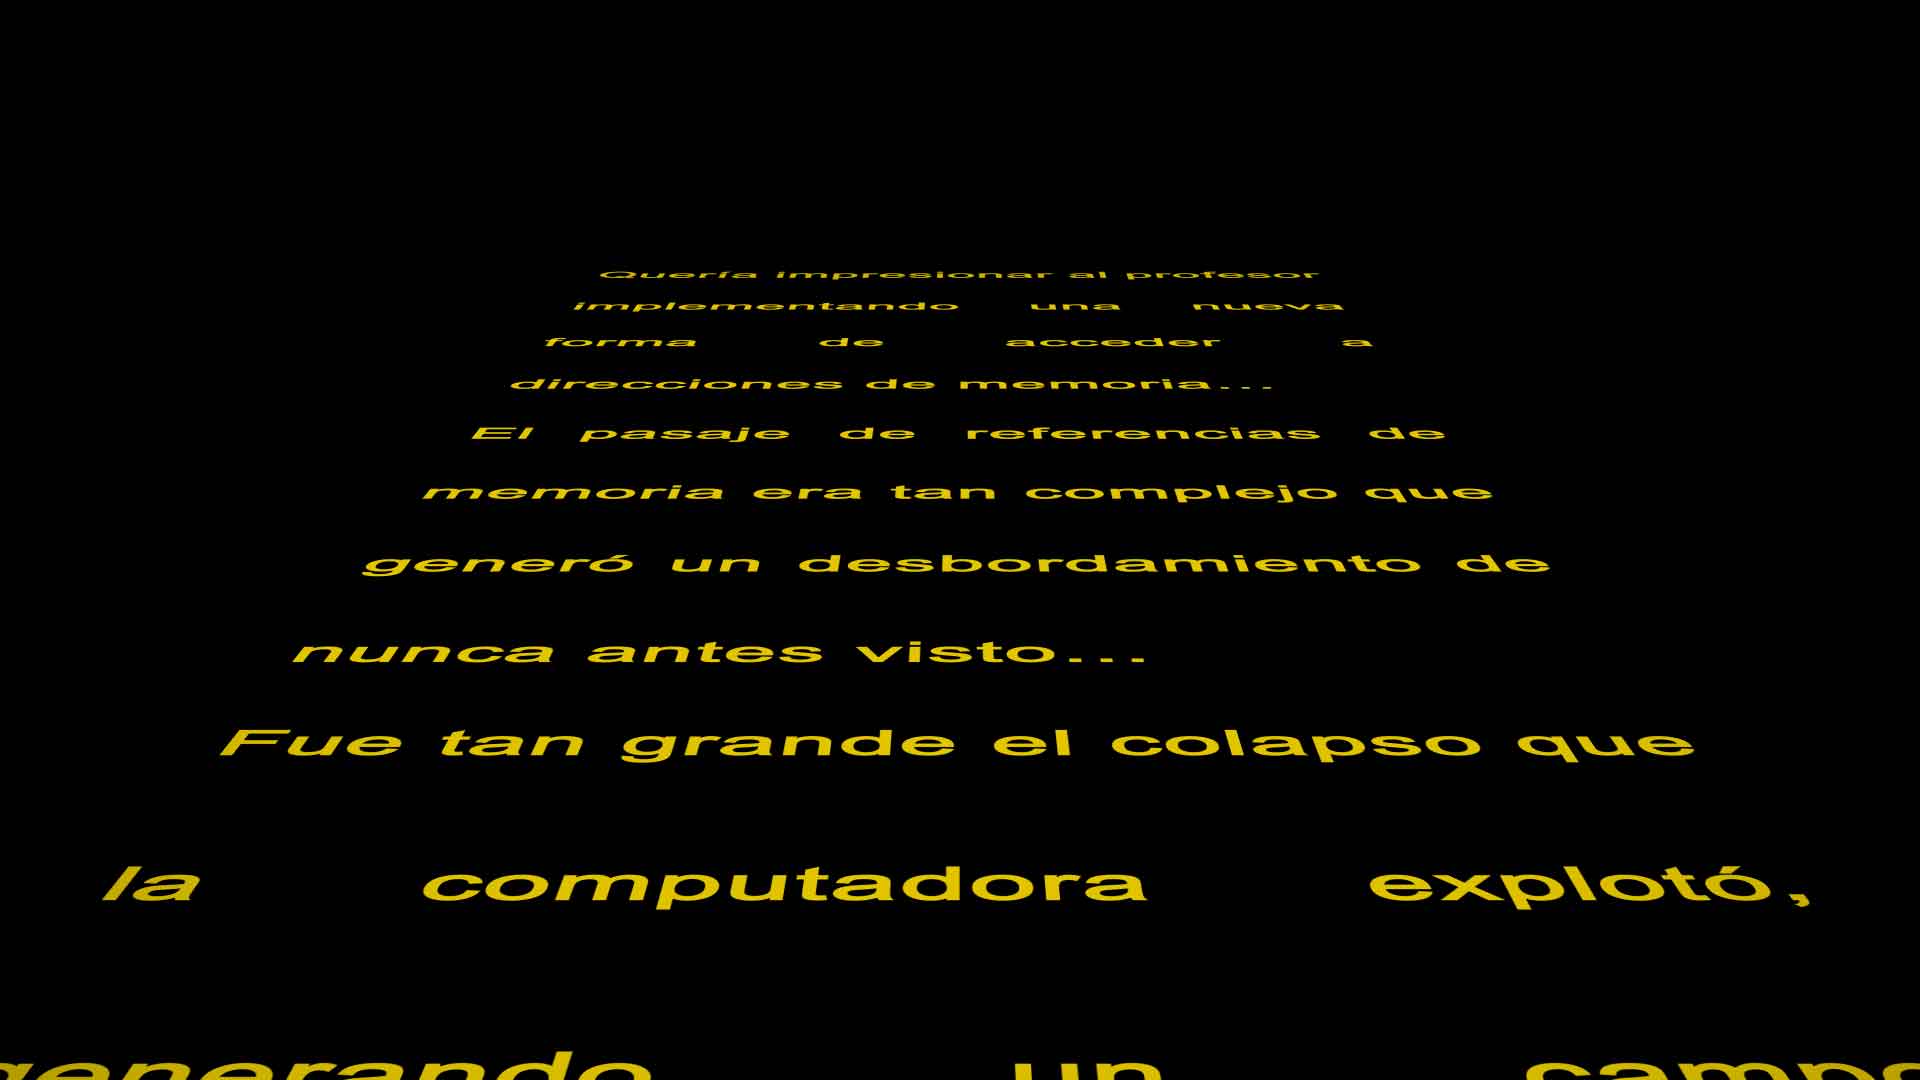 Quería impresionar al profesor
implementando una nueva
forma de acceder a
direcciones de memoria...
El pasaje de referencias de
memoria era tan complejo que
generó un desbordamiento de
nunca antes visto...
Fue tan grande el colapso que
la computadora explotó,
generando un